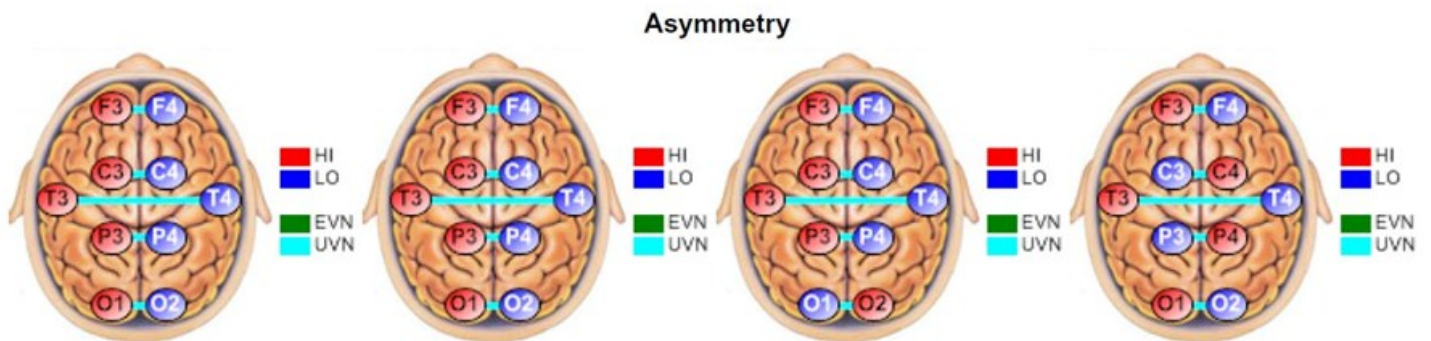 Asymmetry
F3 F4 F3 F4 F3 F4 F3 F4
HI HI HI HI
C3 C4 C3 C4 C3 C4 C3 C4
LO LO LO LO
T3 T4 T3 T4 T3 T4 T3 T4
EVN EVN EVN EVN
P3 P4 P3 P4 P3 P4 P3 P4
UVN UVN UVN UVN
O1 O2 O1 O2 O1 O2 O1 O2